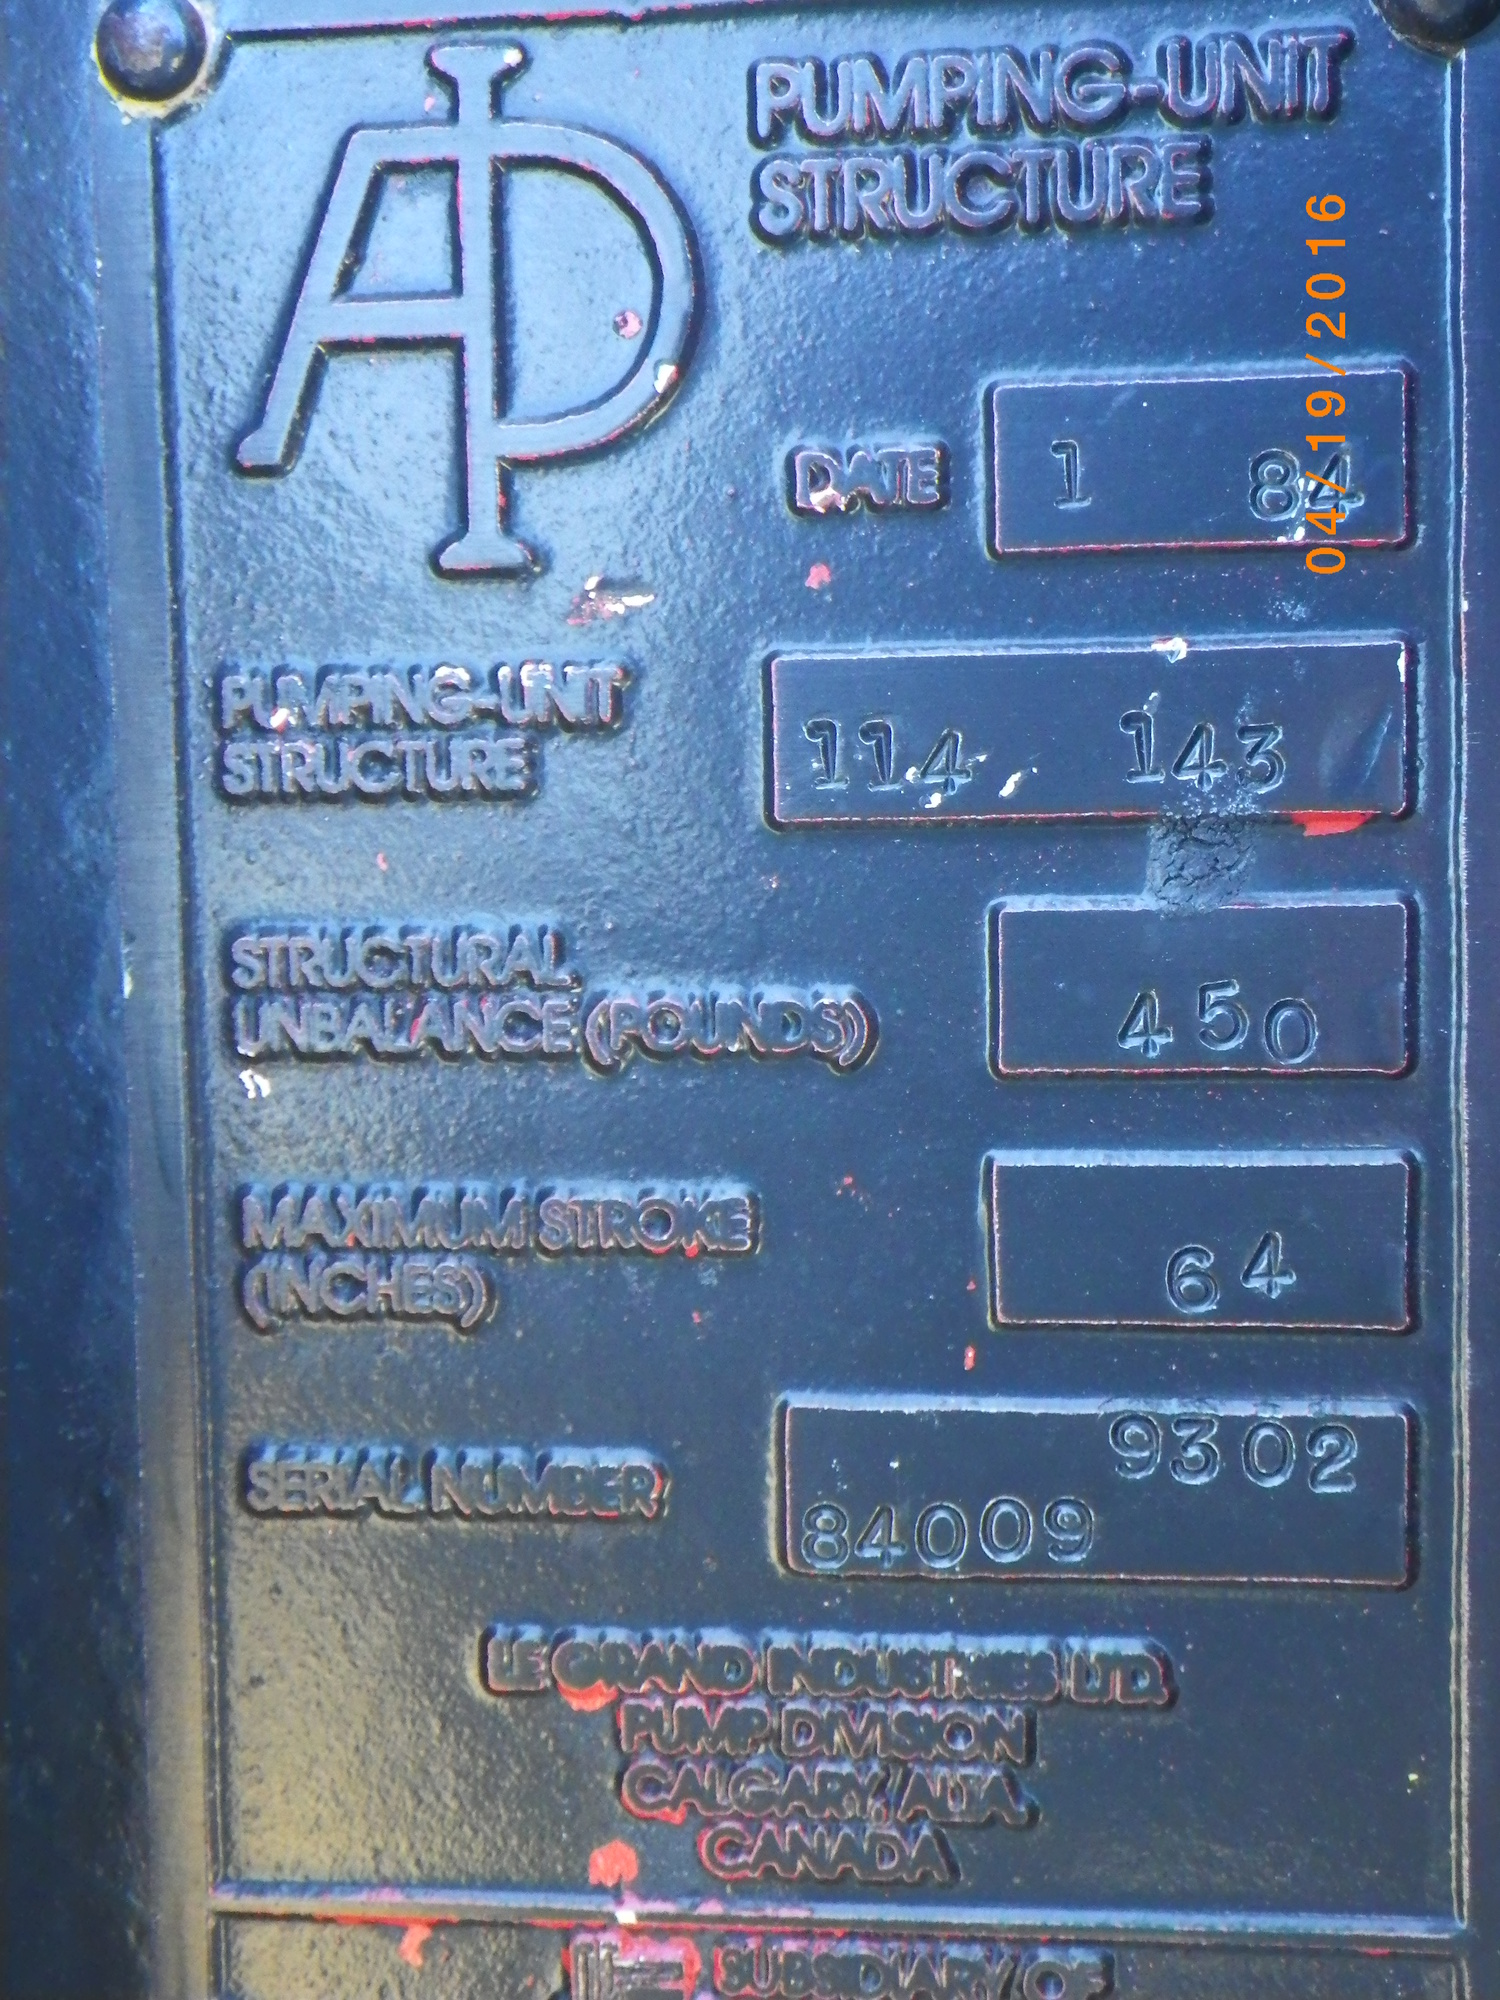 API
PUMPING-UNIT
STRUCTURE
DATE
1 84
04/19/2016
PUMPING-UNIT
STRUCTURE
114 143
STRUCTURAL
UNBALANCE (POUNDS)
450
MAXIMUM STROKE
(INCHES)
64
SERIAL NUMBER
9302
84009
LE GRAND INDUSTRIES LTD.
PUMP DIVISION
CALGARY, ALTA.
CANADA
SUBSIDIARY OF